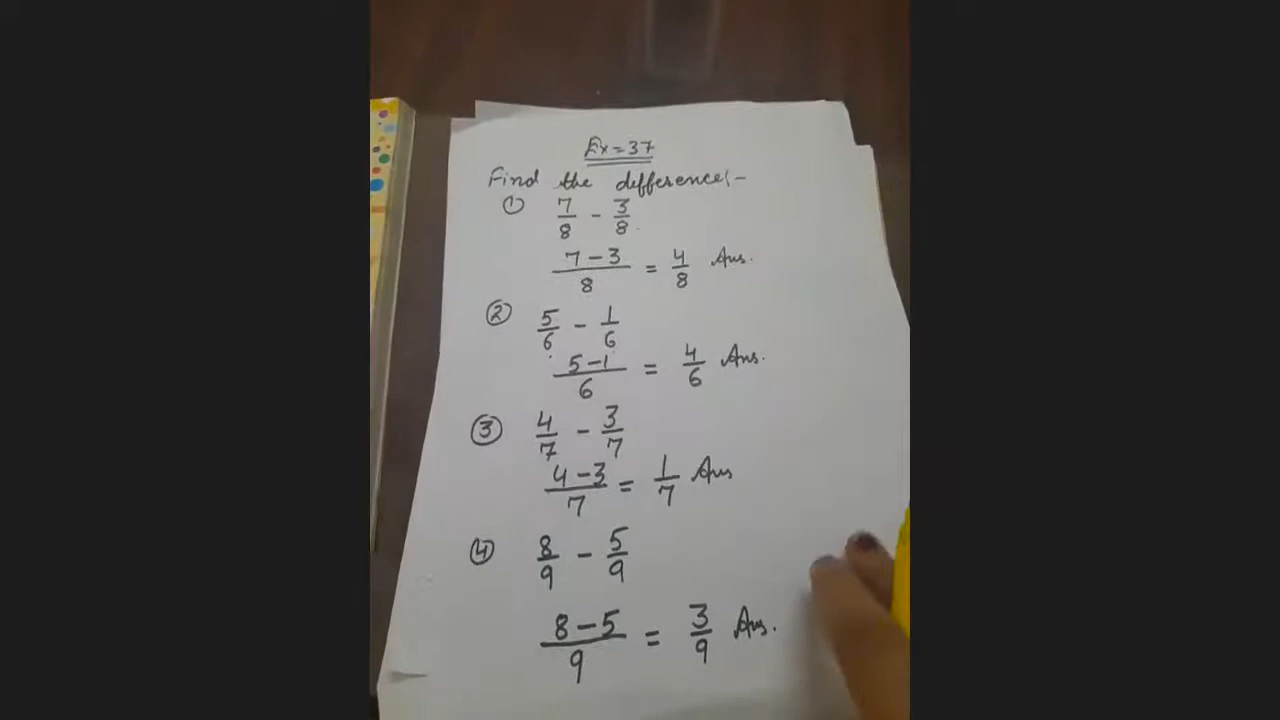 Ex=37
Find the difference:-
① 7/8 - 3/8
7-3/8 = 4/8 Ans.
② 5/6 - 1/6
5-1/6 = 4/6 Ans.
③ 4/7 - 3/7
4-3/7 = 1/7 Ans
④ 8/9 - 5/9
8-5/9 = 3/9 Ans.